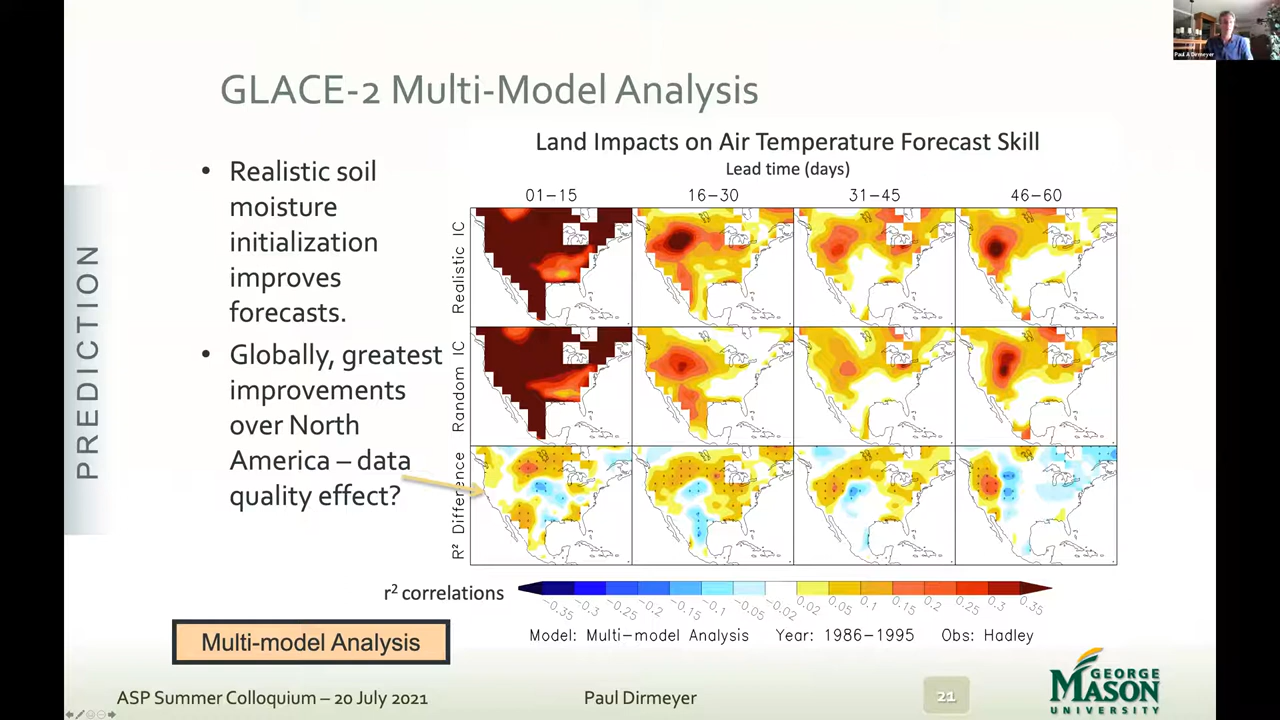 Paul A Dirmeyer
GLACE-2 Multi-Model Analysis
PREDICTION
• Realistic soil
moisture
initialization
improves
forecasts.
• Globally, greatest
improvements
over North
America – data
quality effect?
Land Impacts on Air Temperature Forecast Skill
Lead time (days)
01–15 16–30 31–45 46–60
Realistic IC
Random IC
R² Difference
r² correlations
-0.35 -0.3 -0.25 -0.2 -0.15 -0.1 -0.05 -0.02 0.02 0.05 0.1 0.15 0.2 0.25 0.3 0.35
Model: Multi-model Analysis Year: 1986-1995 Obs: Hadley
Multi-model Analysis
ASP Summer Colloquium – 20 July 2021 Paul Dirmeyer 21
GEORGE
MASON
UNIVERSITY